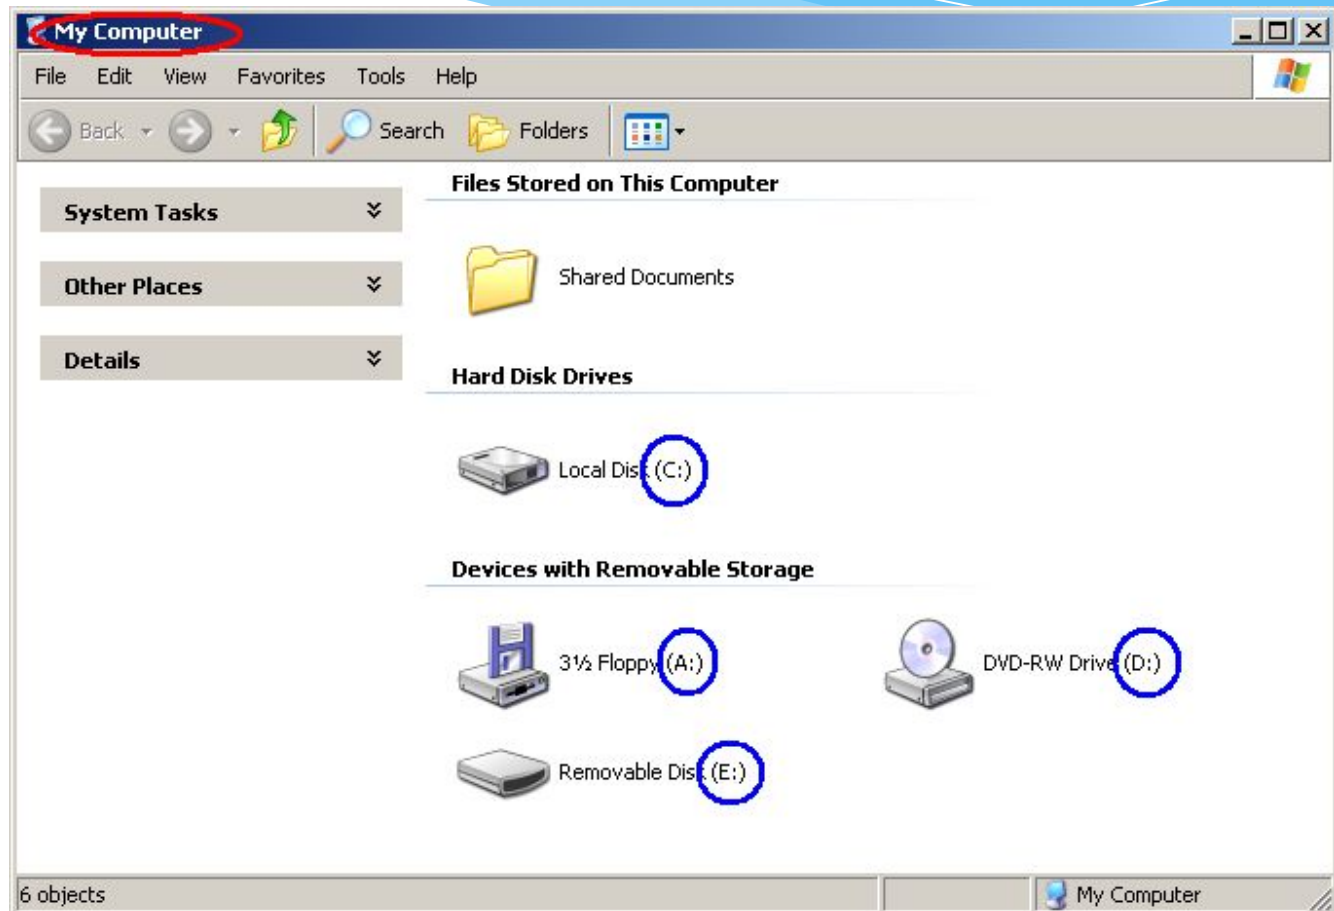 My Computer
File Edit View Favorites Tools Help
Back Search Folders
System Tasks
Other Places
Details
Files Stored on This Computer
Shared Documents
Hard Disk Drives
Local Disk (C:)
Devices with Removable Storage
3½ Floppy (A:) DVD-RW Drive (D:)
Removable Disk (E:)
6 objects My Computer